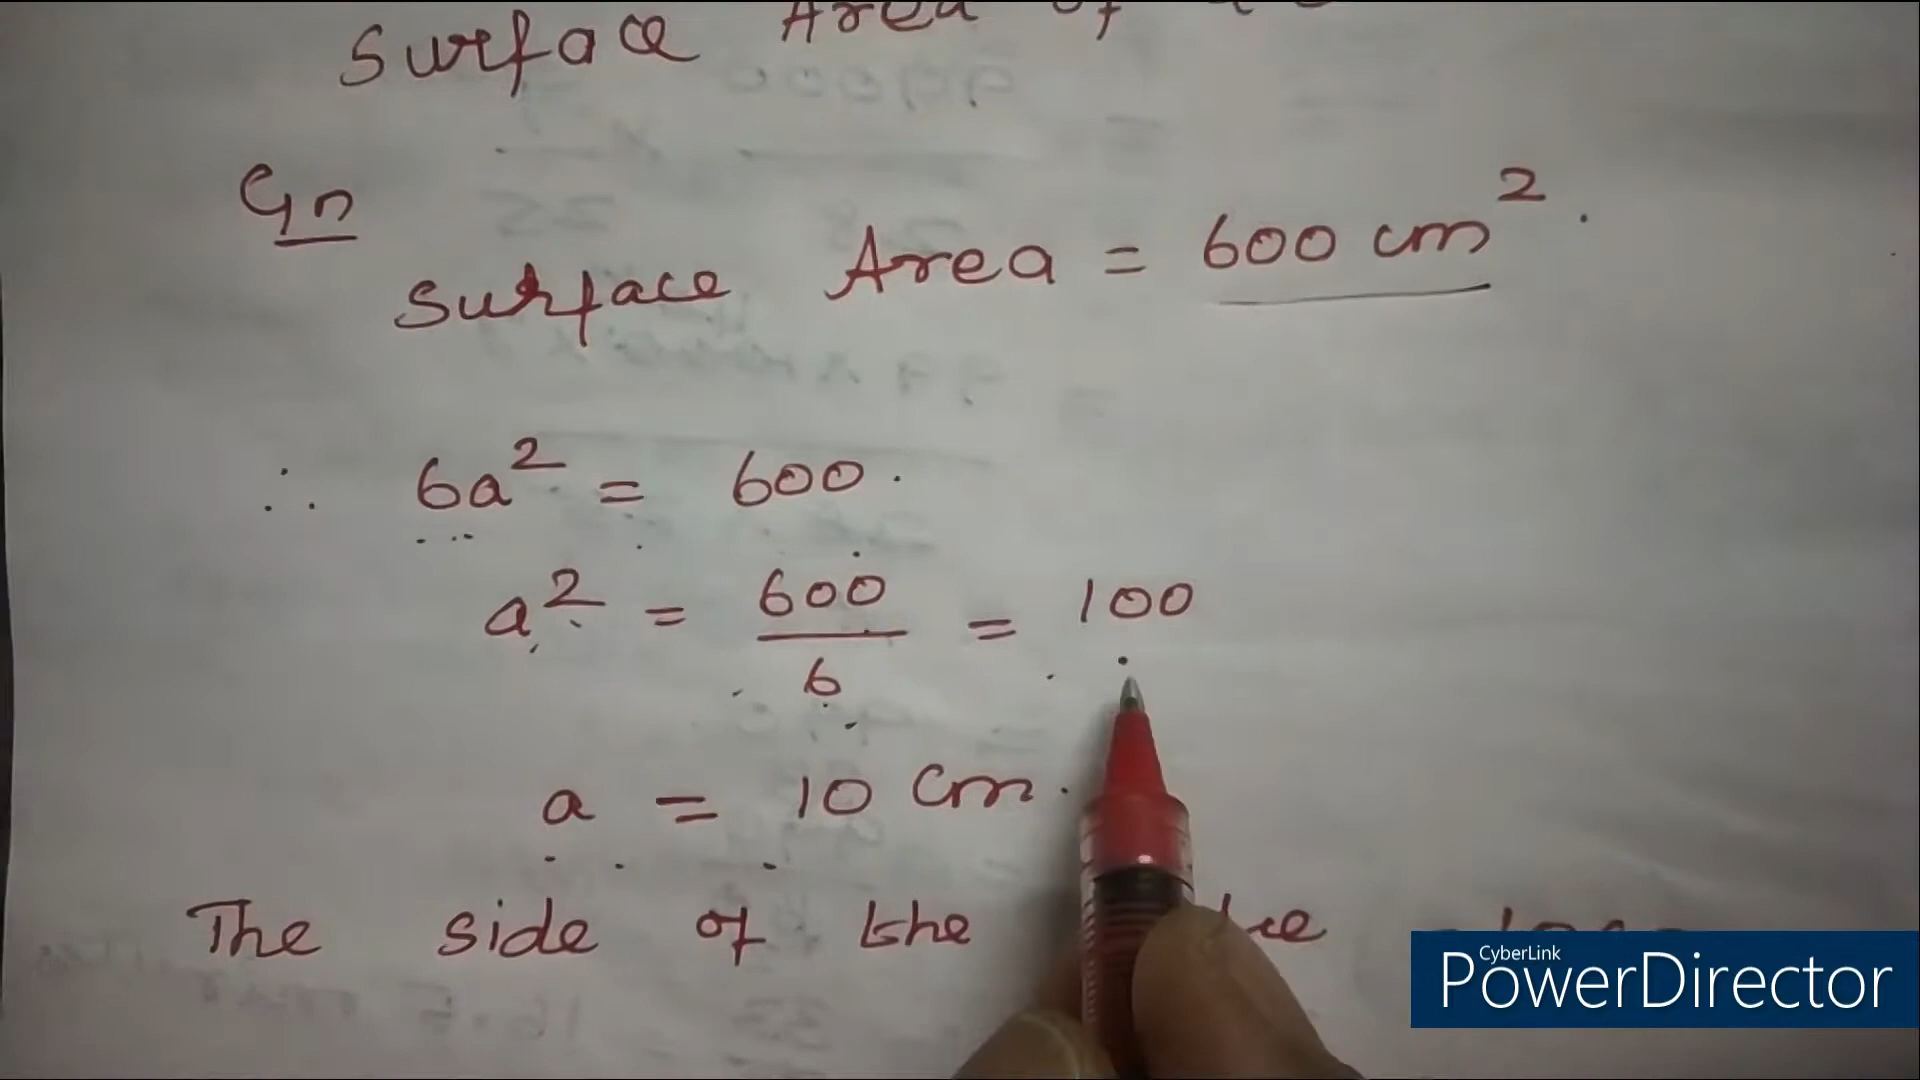 Surface Area of a
Gn
Surface Area = 600 cm².
∴ 6a² = 600.
a² = 600/6 = 100
a = 10 cm.
The side of the
CyberLink
PowerDirector